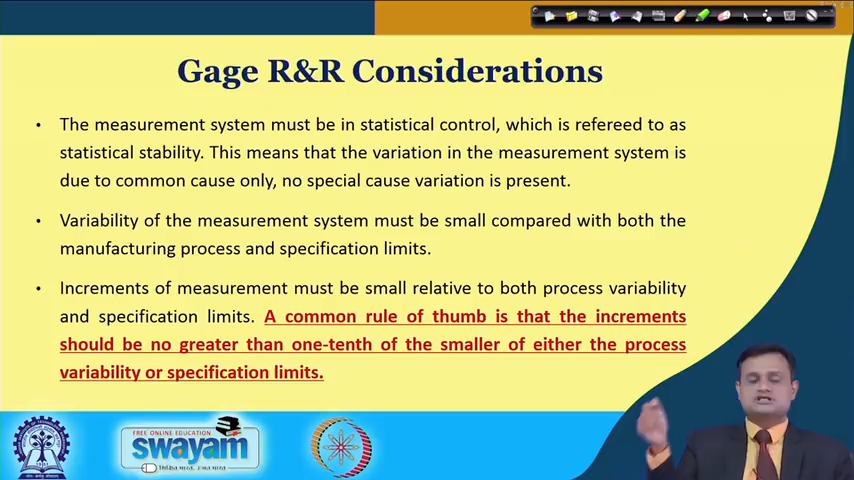 Gage R&R Considerations
• The measurement system must be in statistical control, which is refereed to as
statistical stability. This means that the variation in the measurement system is
due to common cause only, no special cause variation is present.
• Variability of the measurement system must be small compared with both the
manufacturing process and specification limits.
• Increments of measurement must be small relative to both process variability
and specification limits. A common rule of thumb is that the increments
should be no greater than one-tenth of the smaller of either the process
variability or specification limits.
FREE ONLINE EDUCATION
swayam